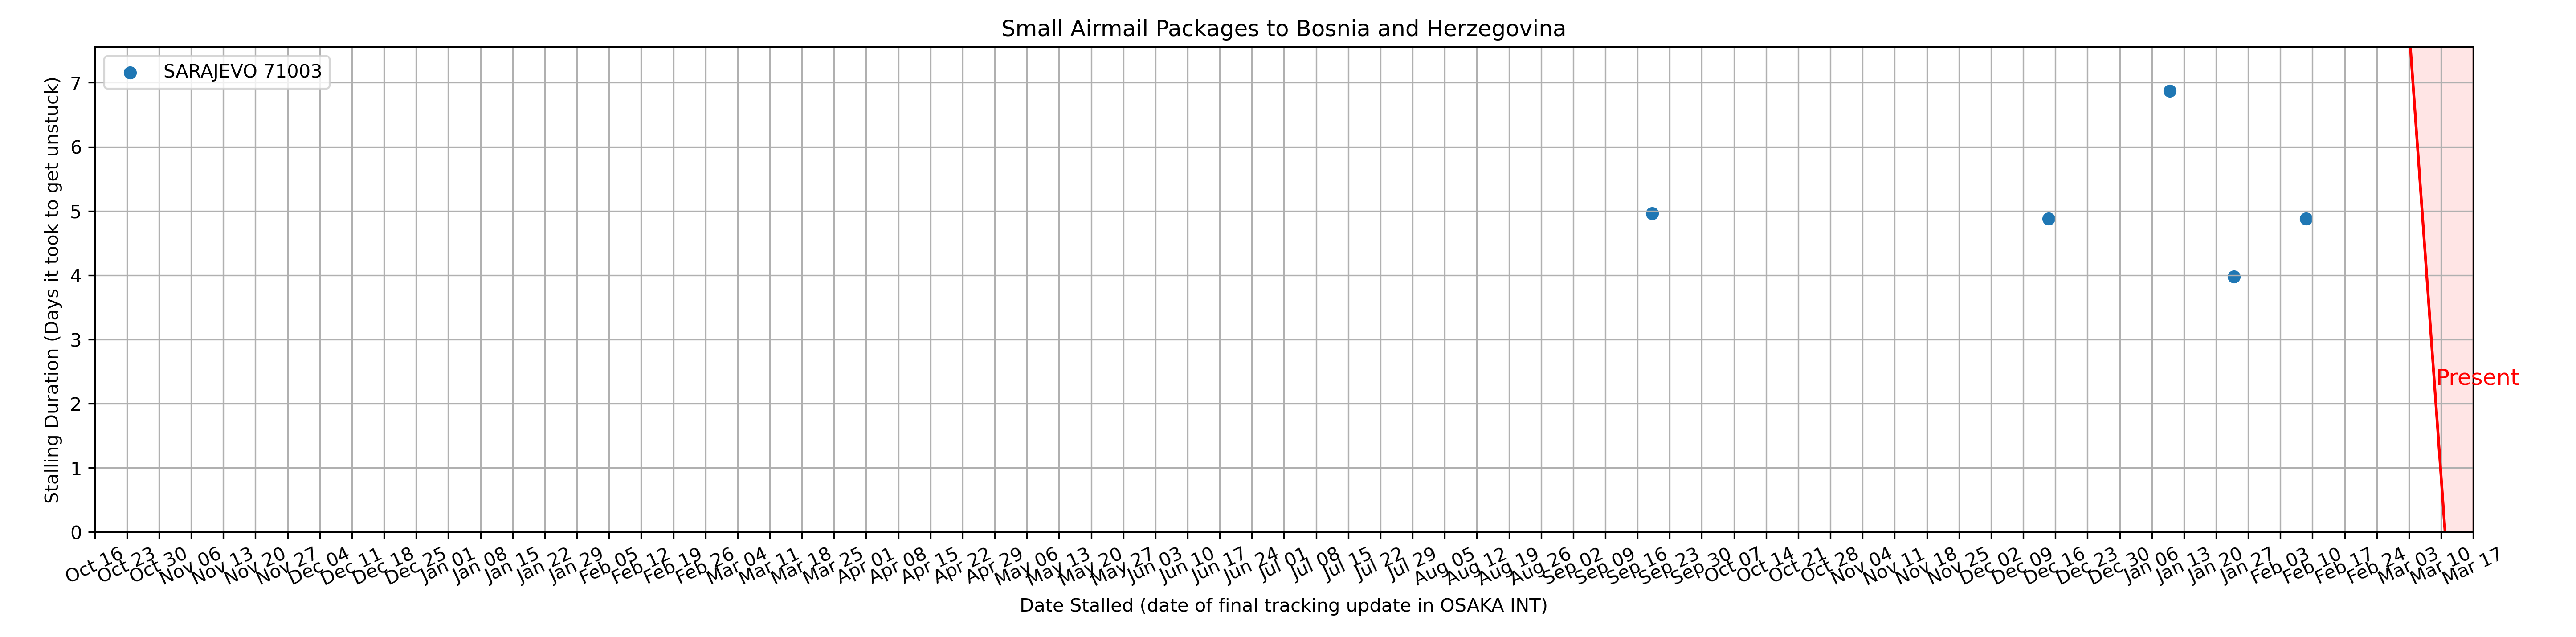 Small Airmail Packages to Bosnia and Herzegovina
SARAJEVO 71003
Stalling Duration (Days it took to get unstuck)
7
6
5
4
3
2
1
0
Present
Oct 16
Oct 23
Oct 30
Nov 06
Nov 13
Nov 20
Nov 27
Dec 04
Dec 11
Dec 18
Dec 25
Jan 01
Jan 08
Jan 15
Jan 22
Jan 29
Feb 05
Feb 12
Feb 19
Feb 26
Mar 04
Mar 11
Mar 18
Mar 25
Apr 01
Apr 08
Apr 15
Apr 22
Apr 29
May 06
May 13
May 20
May 27
Jun 03
Jun 10
Jun 17
Jun 24
Jul 01
Jul 08
Jul 15
Jul 22
Jul 29
Aug 05
Aug 12
Aug 19
Aug 26
Sep 02
Sep 09
Sep 16
Sep 23
Sep 30
Oct 07
Oct 14
Oct 21
Oct 28
Nov 04
Nov 11
Nov 18
Nov 25
Dec 02
Dec 09
Dec 16
Dec 23
Dec 30
Jan 06
Jan 13
Jan 20
Jan 27
Feb 03
Feb 10
Feb 17
Feb 24
Mar 03
Mar 10
Mar 17
Date Stalled (date of final tracking update in OSAKA INT)